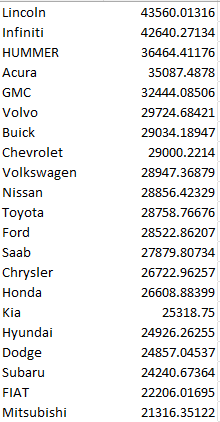 Lincoln 43560.01316
Infiniti 42640.27134
HUMMER 36464.41176
Acura 35087.4878
GMC 32444.08506
Volvo 29724.68421
Buick 29034.18947
Chevrolet 29000.2214
Volkswagen 28947.36879
Nissan 28856.42329
Toyota 28758.76676
Ford 28522.86207
Saab 27879.80734
Chrysler 26722.96257
Honda 26608.88399
Kia 25318.75
Hyundai 24926.26255
Dodge 24857.04537
Subaru 24240.67364
FIAT 22206.01695
Mitsubishi 21316.35122